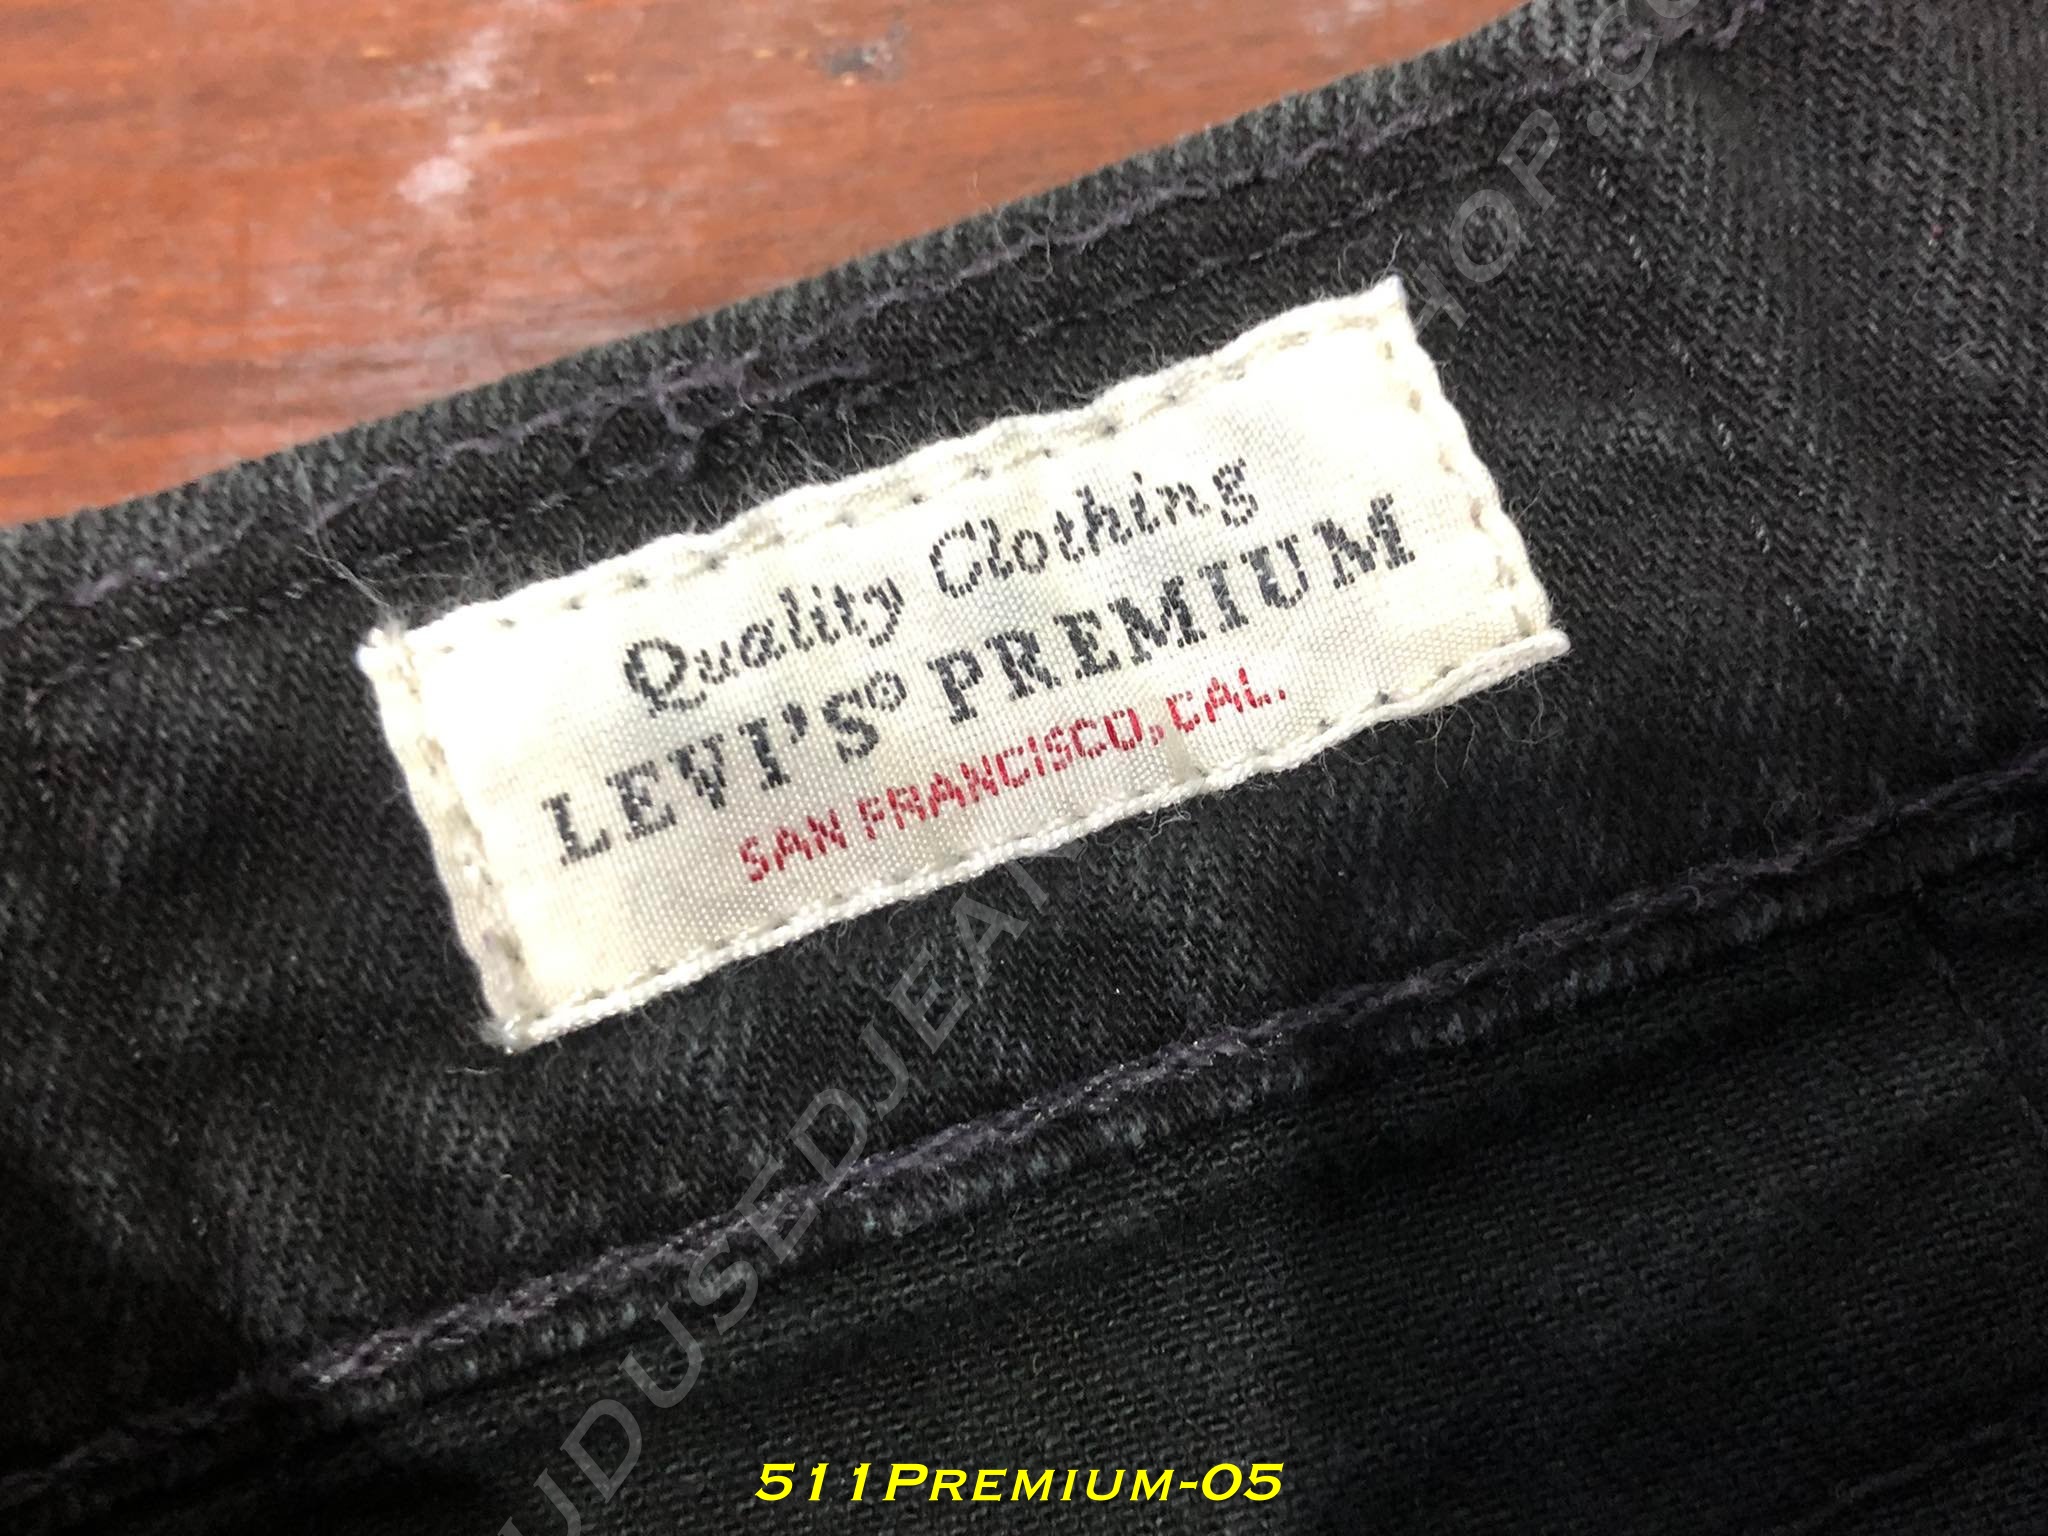 Quality Clothing
LEVI'S® PREMIUM
SAN FRANCISCO, CAL.
511PREMIUM-05